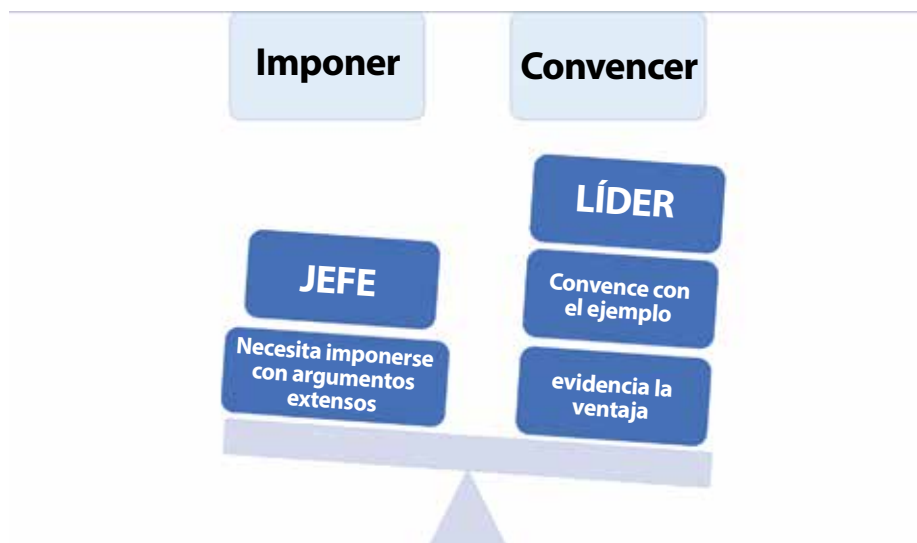 Imponer
Convencer
JEFE
Necesita imponerse
con argumentos
extensos
LÍDER
Convence con
el ejemplo
evidencia la
ventaja